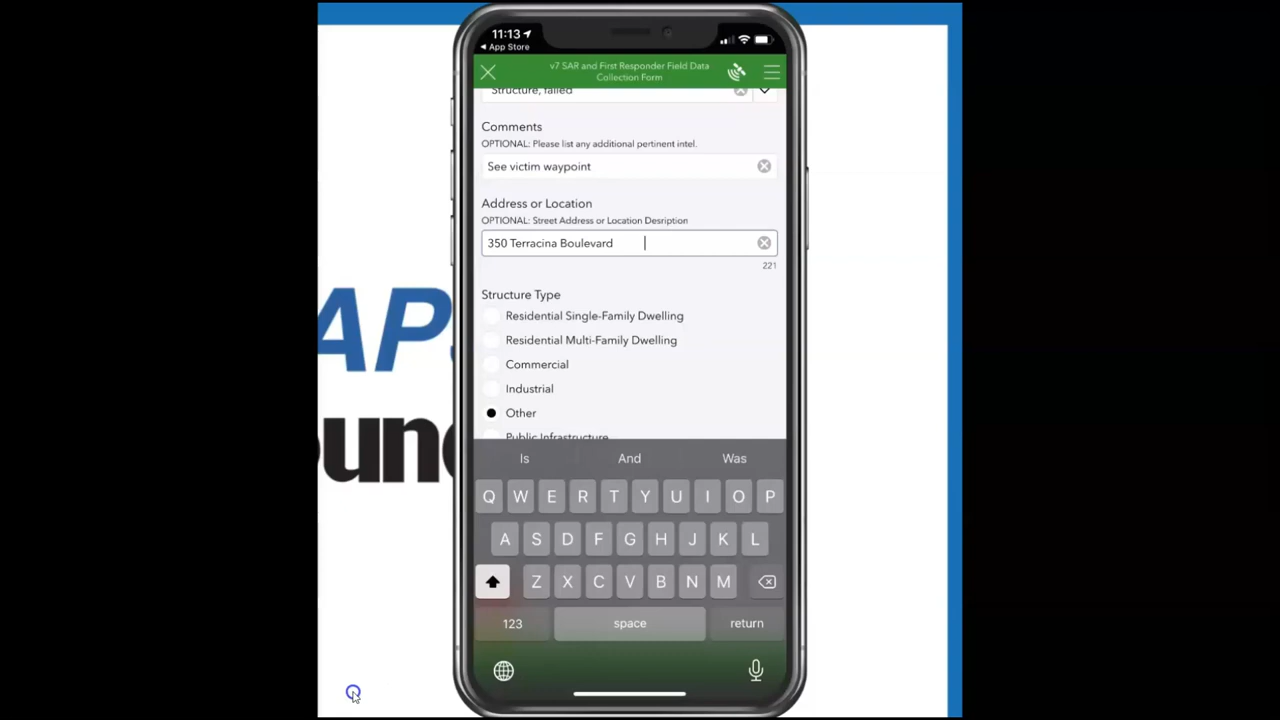 11:13
App Store
v7 SAR and First Responder Field Data
Collection Form
Structure, failed
Comments
OPTIONAL: Please list any additional pertinent intel.
See victim waypoint
Address or Location
OPTIONAL: Street Address or Location Desription
350 Terracina Boulevard
221
Structure Type
Residential Single-Family Dwelling
Residential Multi-Family Dwelling
Commercial
Industrial
Other
Public Infrastructure
Is And Was
Q W E R T Y U I O P
A S D F G H J K L
Z X C V B N M
123 space return
AP
un